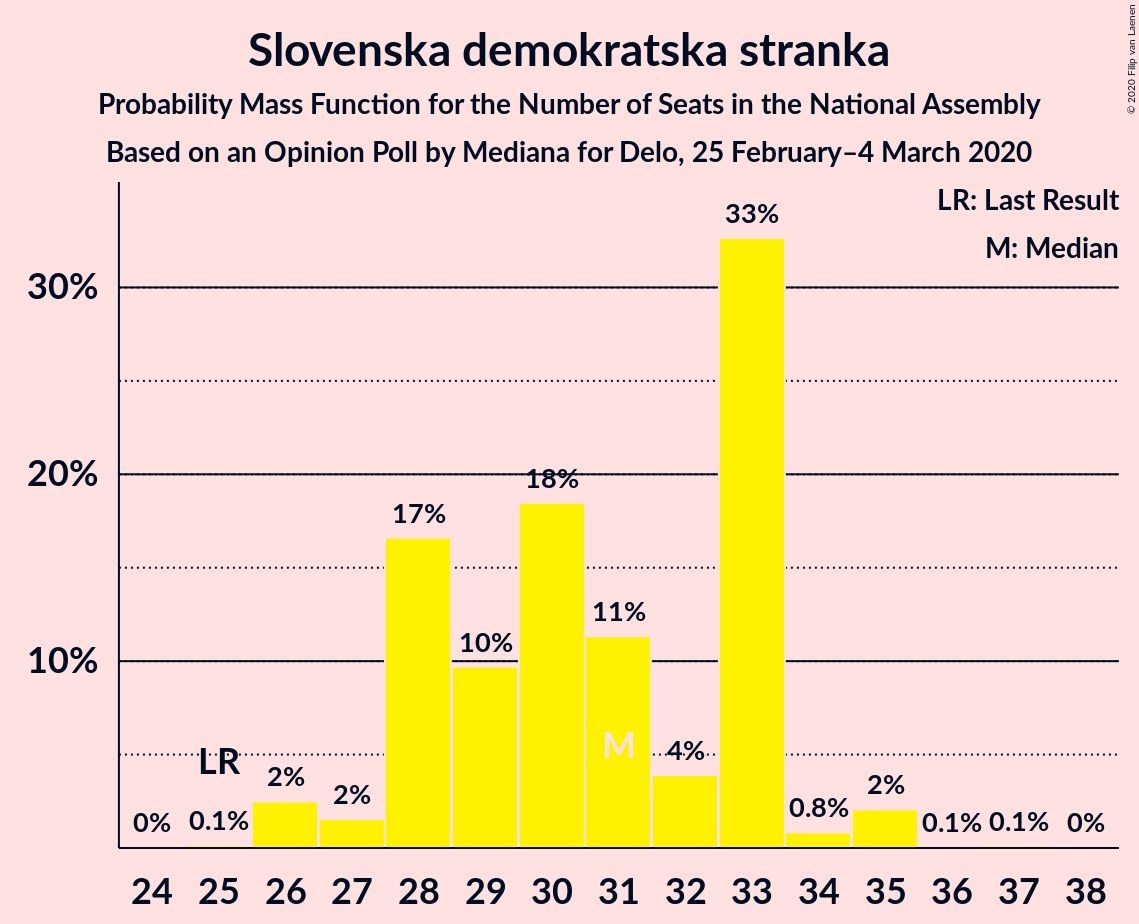 Slovenska demokratska stranka
Probability Mass Function for the Number of Seats in the National Assembly
Based on an Opinion Poll by Mediana for Delo, 25 February–4 March 2020
© 2020 Filip van Laenen
LR: Last Result
M: Median
30%
20%
10%
0%
0.1%
LR
2%
2%
17%
10%
18%
11%
M
4%
33%
0.8%
2%
0.1%
0.1%
0%
24 25 26 27 28 29 30 31 32 33 34 35 36 37 38